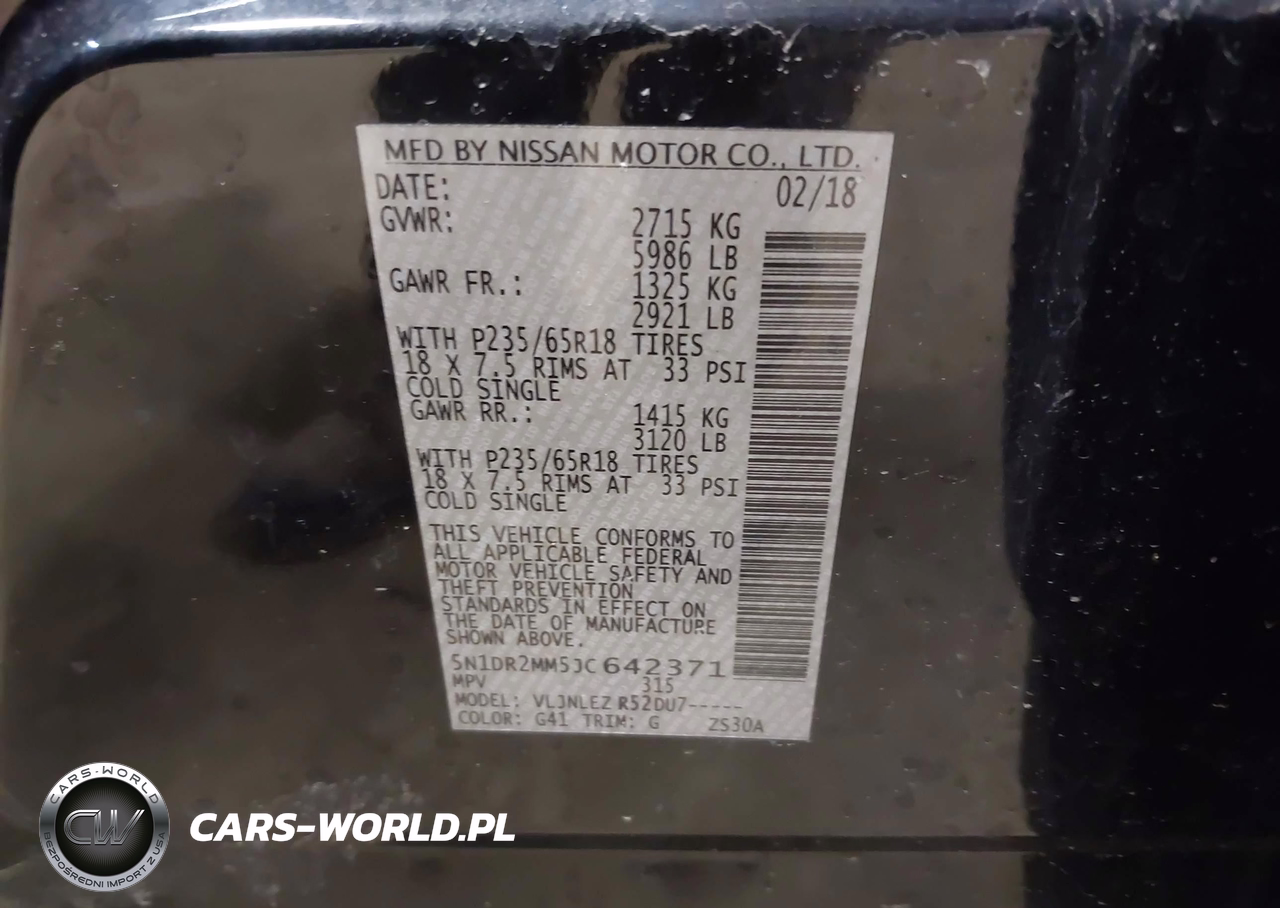 MFD BY NISSAN MOTOR CO., LTD.
DATE: 02/18
GVWR: 2715 KG
5986 LB
GAWR FR.: 1325 KG
2921 LB
WITH P235/65R18 TIRES
18 X 7.5 RIMS AT 33 PSI
COLD SINGLE
GAWR RR.: 1415 KG
3120 LB
WITH P235/65R18 TIRES
18 X 7.5 RIMS AT 33 PSI
COLD SINGLE
THIS VEHICLE CONFORMS TO
ALL APPLICABLE FEDERAL
MOTOR VEHICLE SAFETY AND
THEFT PREVENTION
STANDARDS IN EFFECT ON
THE DATE OF MANUFACTURE
SHOWN ABOVE.
5N1DR2MM5JC642371
MPV 315
MODEL: VLJNLEZ R52DU7-----
COLOR: G41 TRIM: G ZS30A
CARS-WORLD
CW
BEZPOŚREDNI IMPORT Z USA
CARS-WORLD.PL